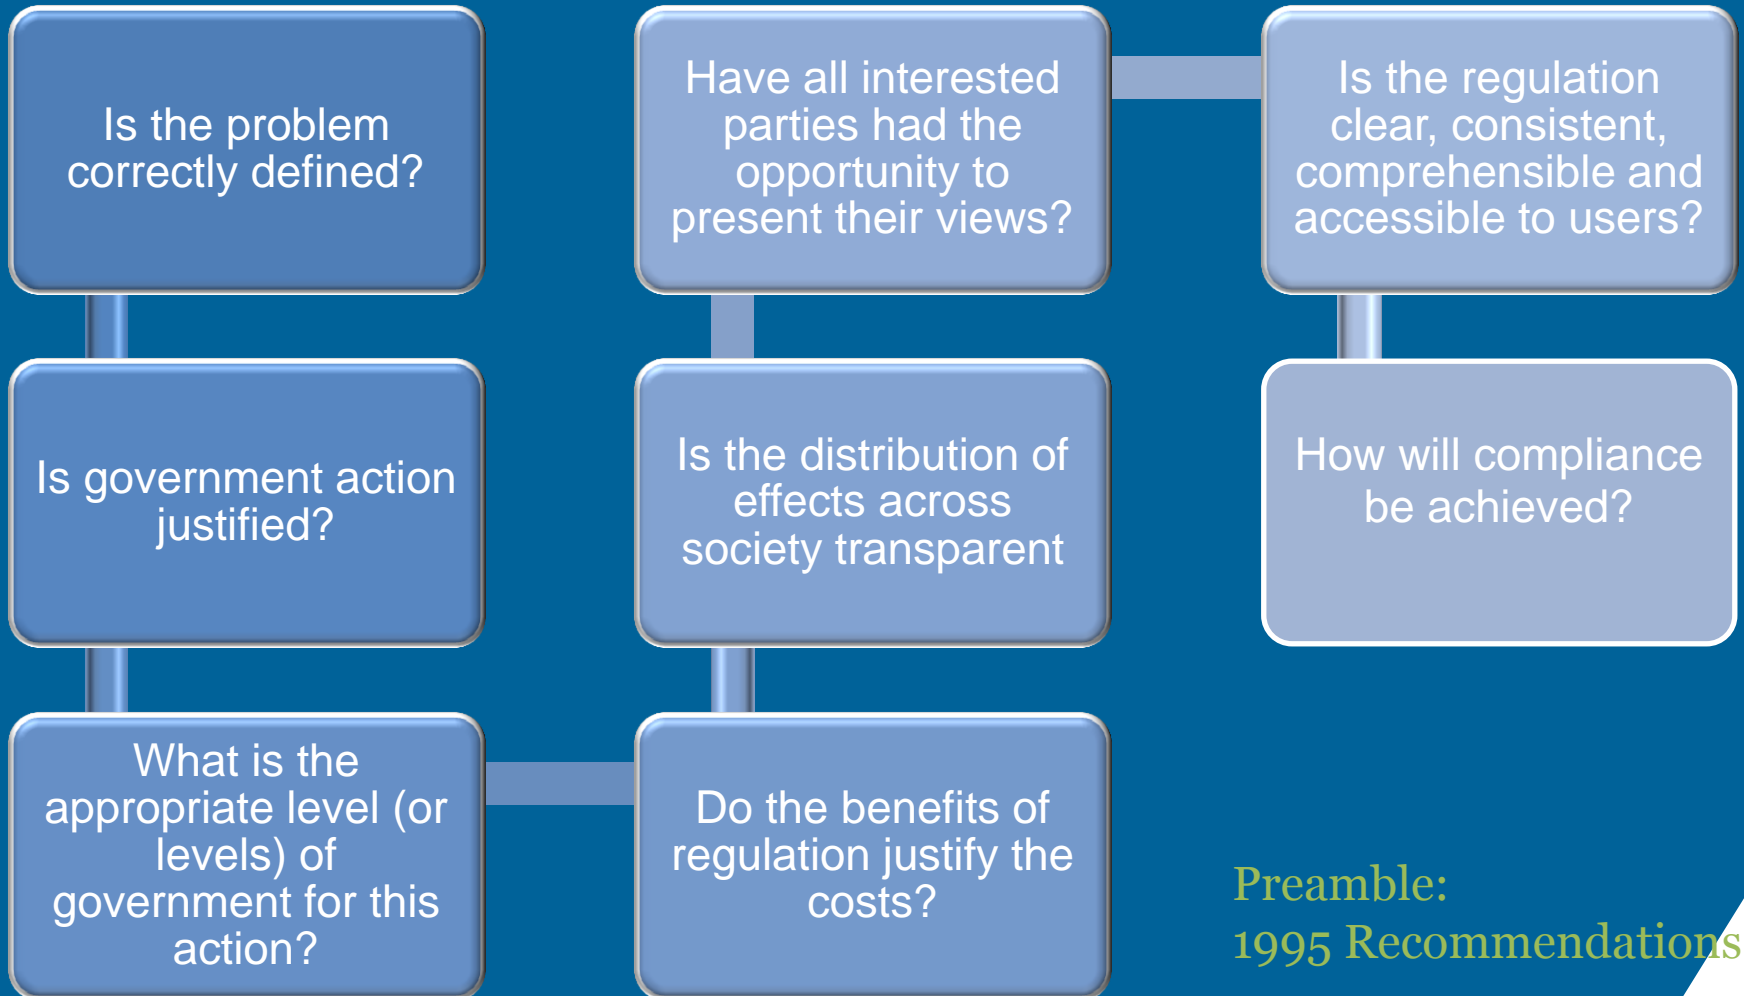 Is the problem
correctly defined?
Is government action
justified?
What is the
appropriate level (or
levels) of
government for this
action?
Do the benefits of
regulation justify the
costs?
Is the distribution of
effects across
society transparent
Have all interested
parties had the
opportunity to
present their views?
Is the regulation
clear, consistent,
comprehensible and
accessible to users?
How will compliance
be achieved?
Preamble:
1995 Recommendations